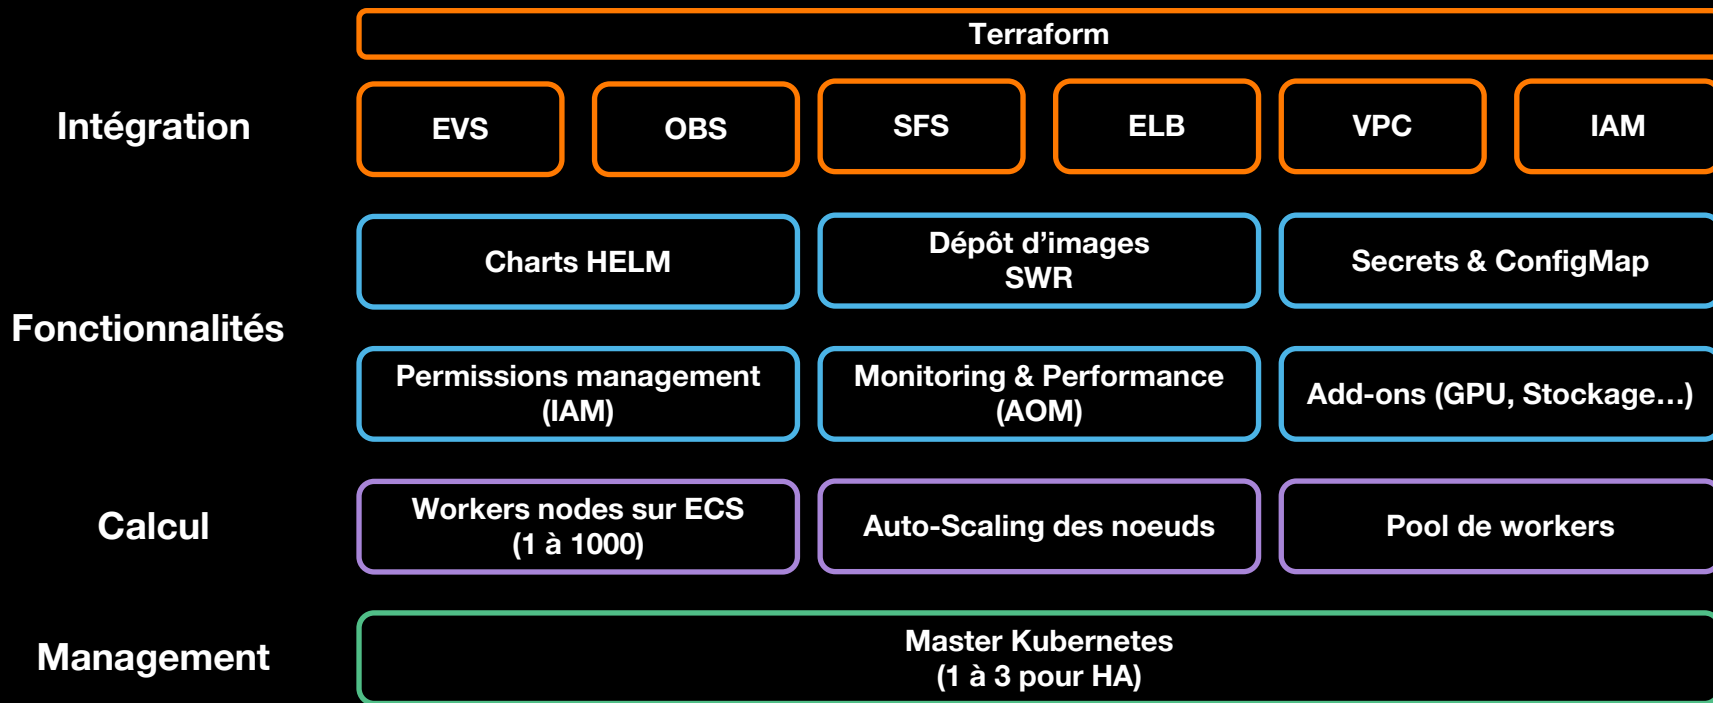 Terraform
Intégration
EVS
OBS
SFS
ELB
VPC
IAM
Fonctionnalités
Charts HELM
Dépôt d’images
SWR
Secrets & ConfigMap
Permissions management
(IAM)
Monitoring & Performance
(AOM)
Add-ons (GPU, Stockage…)
Calcul
Workers nodes sur ECS
(1 à 1000)
Auto-Scaling des noeuds
Pool de workers
Management
Master Kubernetes
(1 à 3 pour HA)